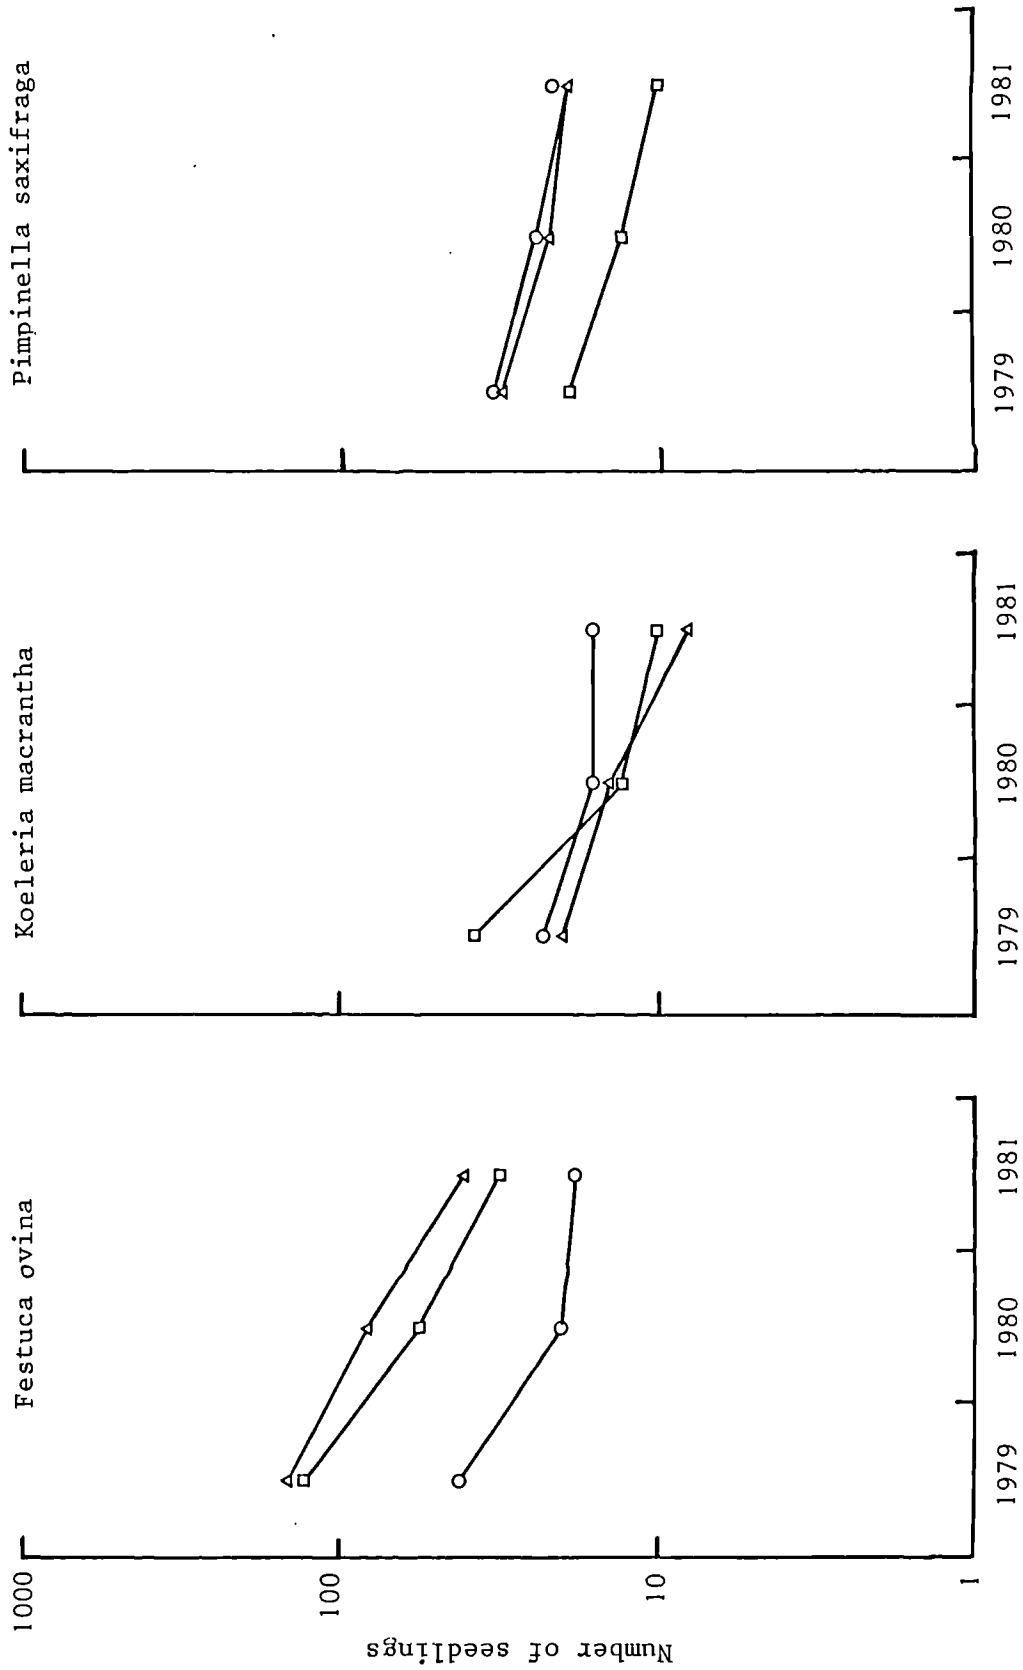 Festuca ovina
Koeleria macrantha
Pimpinella saxifraga
Number of seedlings
1000
100
10
1
1979 1980 1981
1979 1980 1981
1979 1980 1981